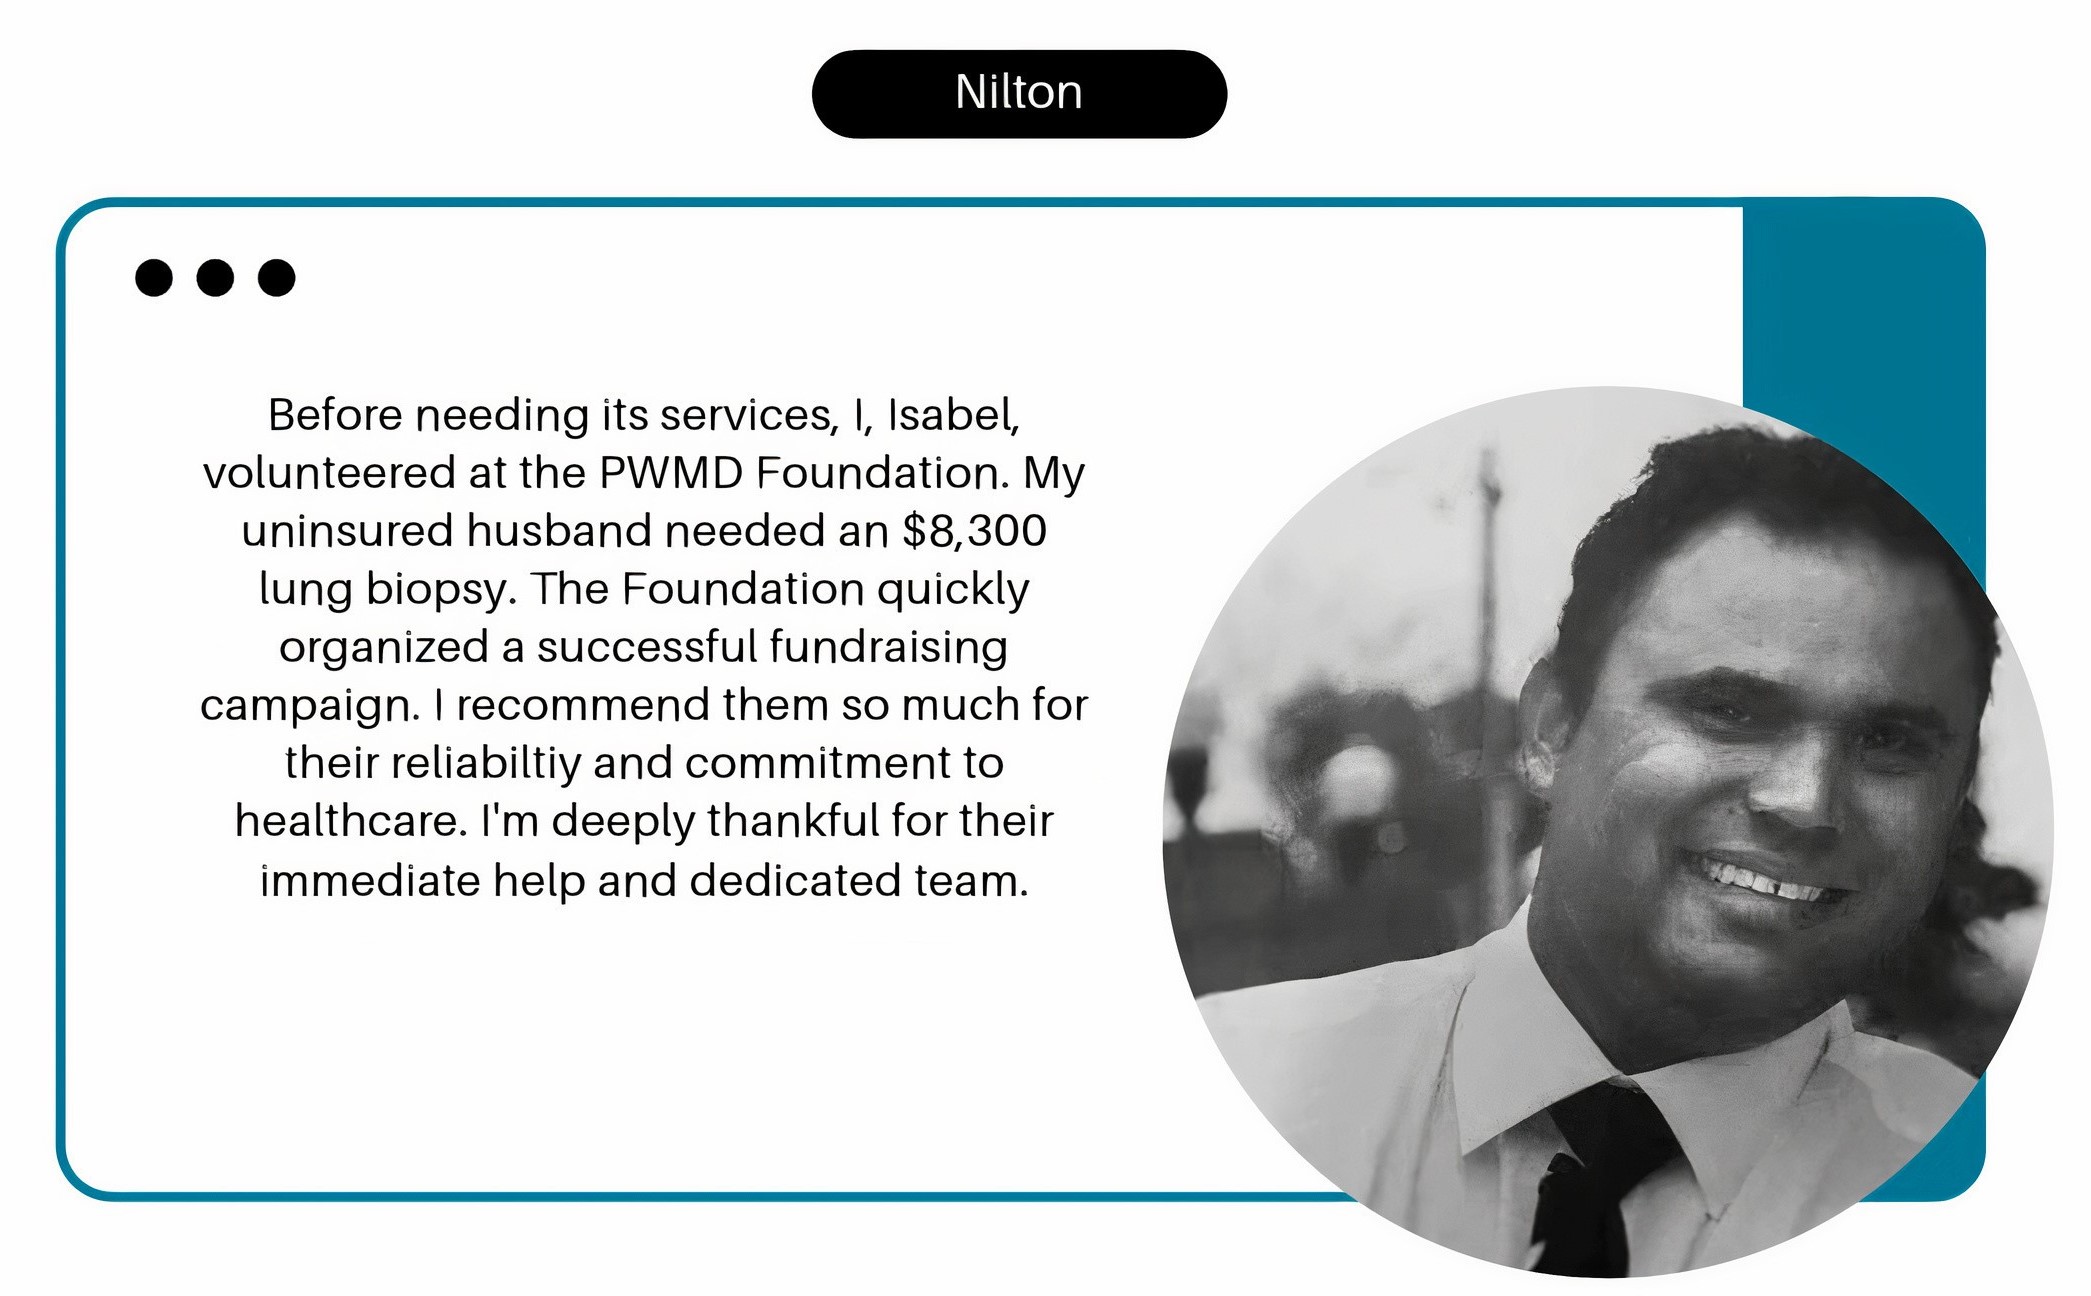 Nilton
Before needing its services, I, Isabel,
volunteered at the PWMD Foundation. My
uninsured husband needed an $8,300
lung biopsy. The Foundation quickly
organized a successful fundraising
campaign. I recommend them so much for
their reliabiltiy and commitment to
healthcare. I'm deeply thankful for their
immediate help and dedicated team.